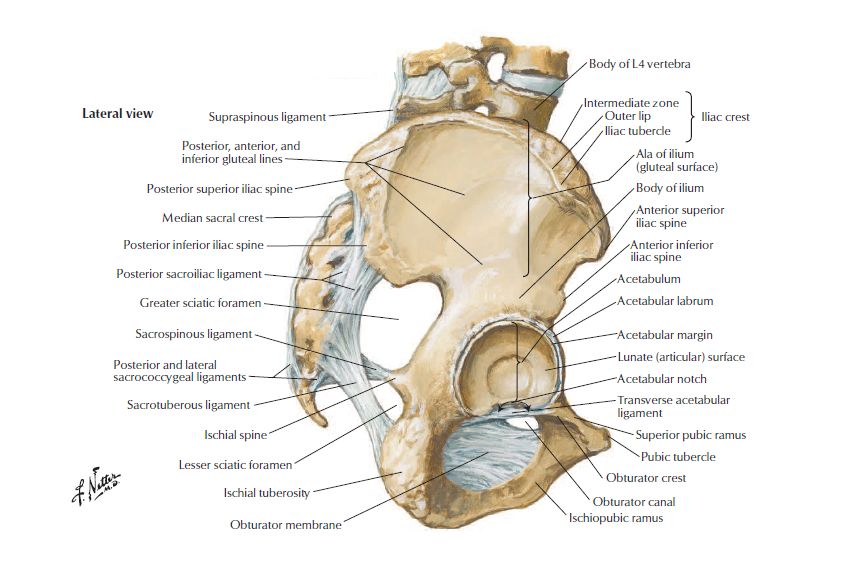 Lateral view
Supraspinous ligament
Posterior, anterior, and
inferior gluteal lines
Posterior superior iliac spine
Median sacral crest
Posterior inferior iliac spine
Posterior sacroiliac ligament
Greater sciatic foramen
Sacrospinous ligament
Posterior and lateral
sacrococcygeal ligaments
Sacrotuberous ligament
Ischial spine
Lesser sciatic foramen
Ischial tuberosity
Obturator membrane
Body of L4 vertebra
Intermediate zone
Outer lip
Iliac tubercle
Iliac crest
Ala of ilium
(gluteal surface)
Body of ilium
Anterior superior
iliac spine
Anterior inferior
iliac spine
Acetabulum
Acetabular labrum
Acetabular margin
Lunate (articular) surface
Acetabular notch
Transverse acetabular
ligament
Superior pubic ramus
Pubic tubercle
Obturator crest
Obturator canal
Ischiopubic ramus
F. Netter
M.D.